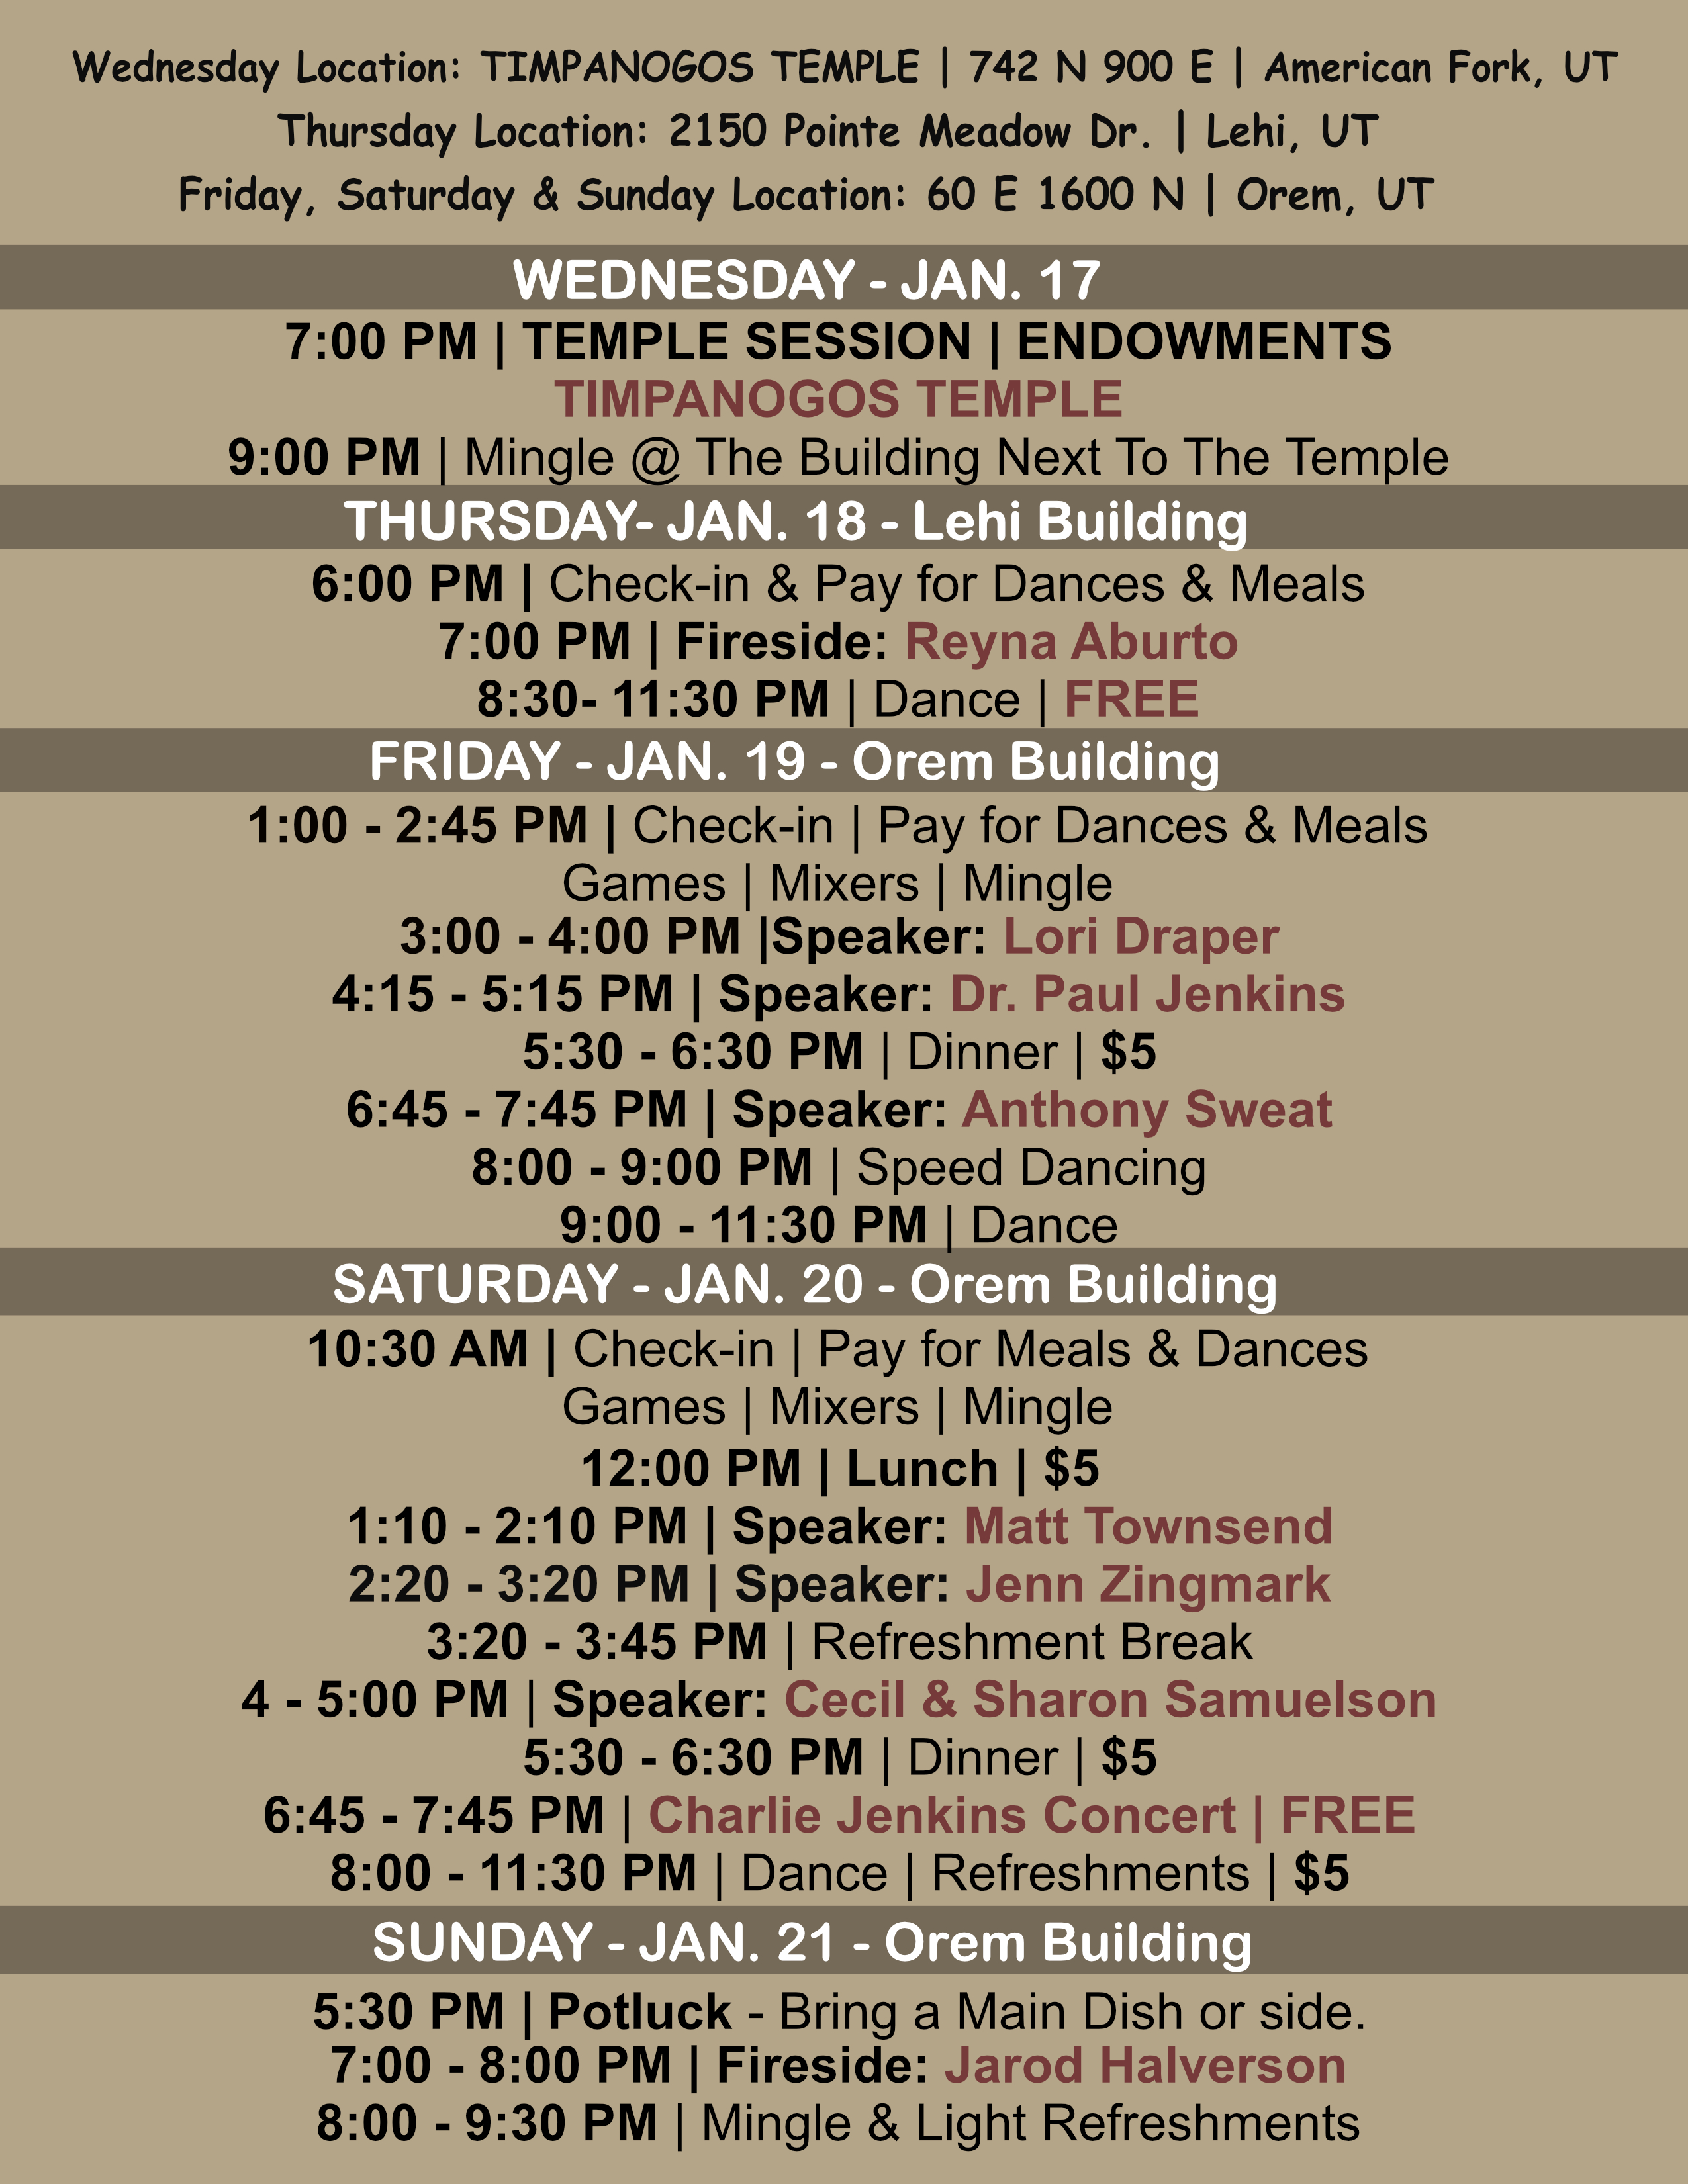 Wednesday Location: TIMPANOGOS TEMPLE | 742 N 900 E | American Fork, UT
Thursday Location: 2150 Pointe Meadow Dr. | Lehi, UT
Friday, Saturday & Sunday Location: 60 E 1600 N | Orem, UT
WEDNESDAY - JAN. 17
7:00 PM | TEMPLE SESSION | ENDOWMENTS
TIMPANOGOS TEMPLE
9:00 PM | Mingle @ The Building Next To The Temple
THURSDAY- JAN. 18 - Lehi Building
6:00 PM | Check-in & Pay for Dances & Meals
7:00 PM | Fireside: Reyna Aburto
8:30- 11:30 PM | Dance | FREE
FRIDAY - JAN. 19 - Orem Building
1:00 - 2:45 PM | Check-in | Pay for Dances & Meals
Games | Mixers | Mingle
3:00 - 4:00 PM |Speaker: Lori Draper
4:15 - 5:15 PM | Speaker: Dr. Paul Jenkins
5:30 - 6:30 PM | Dinner | $5
6:45 - 7:45 PM | Speaker: Anthony Sweat
8:00 - 9:00 PM | Speed Dancing
9:00 - 11:30 PM | Dance
SATURDAY - JAN. 20 - Orem Building
10:30 AM | Check-in | Pay for Meals & Dances
Games | Mixers | Mingle
12:00 PM | Lunch | $5
1:10 - 2:10 PM | Speaker: Matt Townsend
2:20 - 3:20 PM | Speaker: Jenn Zingmark
3:20 - 3:45 PM | Refreshment Break
4 - 5:00 PM | Speaker: Cecil & Sharon Samuelson
5:30 - 6:30 PM | Dinner | $5
6:45 - 7:45 PM | Charlie Jenkins Concert | FREE
8:00 - 11:30 PM | Dance | Refreshments | $5
SUNDAY - JAN. 21 - Orem Building
5:30 PM | Potluck - Bring a Main Dish or side.
7:00 - 8:00 PM | Fireside: Jarod Halverson
8:00 - 9:30 PM | Mingle & Light Refreshments